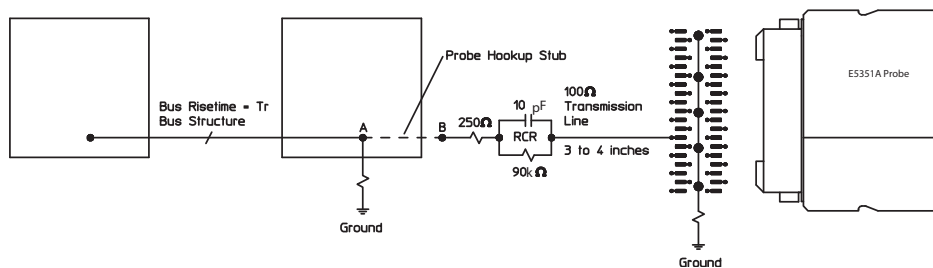 Probe Hookup Stub
E5351A Probe
Bus Risetime = Tr
Bus Structure
A
B
250Ω
10 pF
RCR
90kΩ
100Ω
Transmission
Line
3 to 4 inches
Ground
Ground